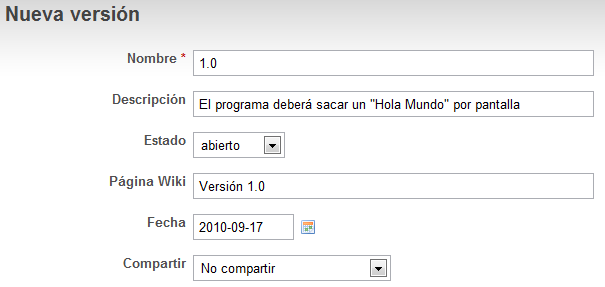 Nueva versión
Nombre * 1.0
Descripción El programa deberá sacar un "Hola Mundo" por pantalla
Estado abierto
Página Wiki Versión 1.0
Fecha 2010-09-17
Compartir No compartir